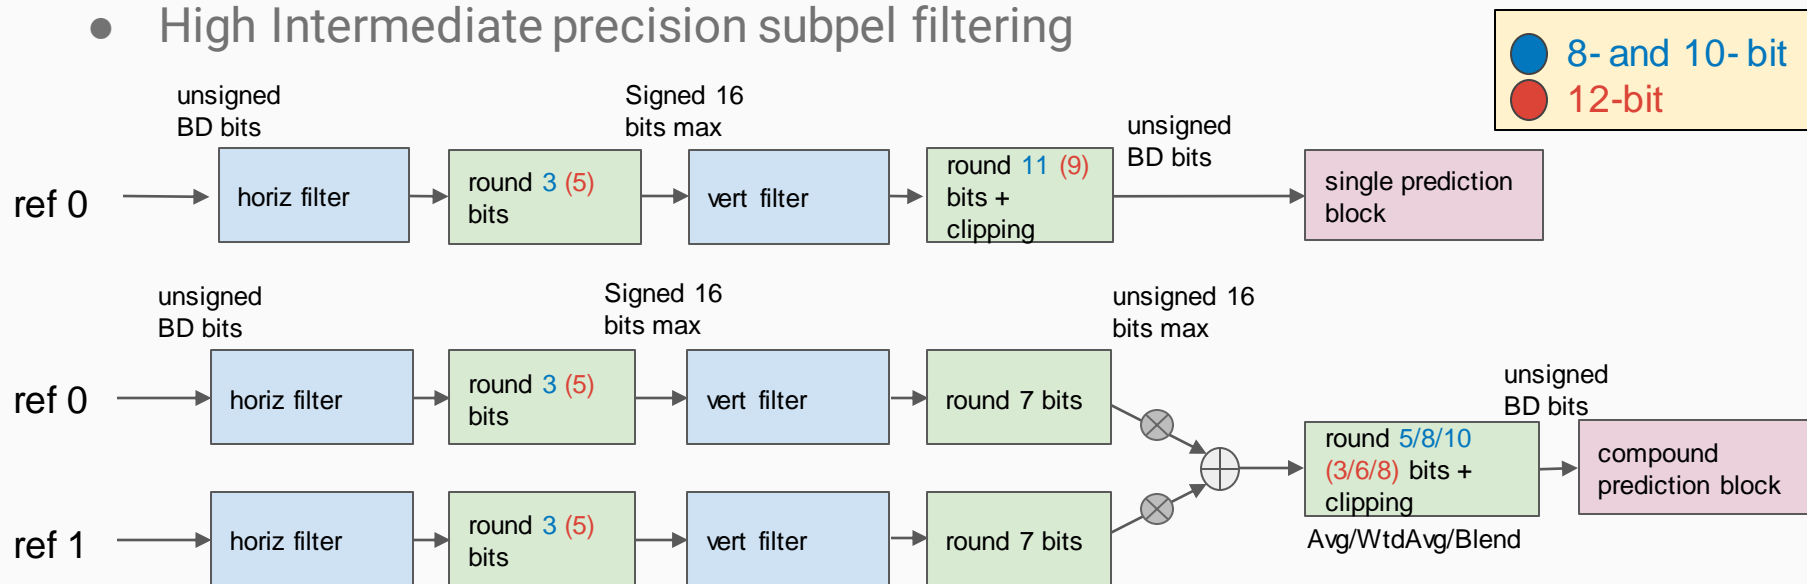 ● High Intermediate precision subpel filtering
8- and 10- bit
12-bit
unsigned
BD bits
Signed 16
bits max
unsigned
BD bits
ref 0
horiz filter
round 3 (5)
bits
vert filter
round 11 (9)
bits +
clipping
single prediction
block
unsigned
BD bits
Signed 16
bits max
unsigned 16
bits max
ref 0
horiz filter
round 3 (5)
bits
vert filter
round 7 bits
unsigned
BD bits
round 5/8/10
(3/6/8) bits +
clipping
Avg/WtdAvg/Blend
compound
prediction block
ref 1
horiz filter
round 3 (5)
bits
vert filter
round 7 bits